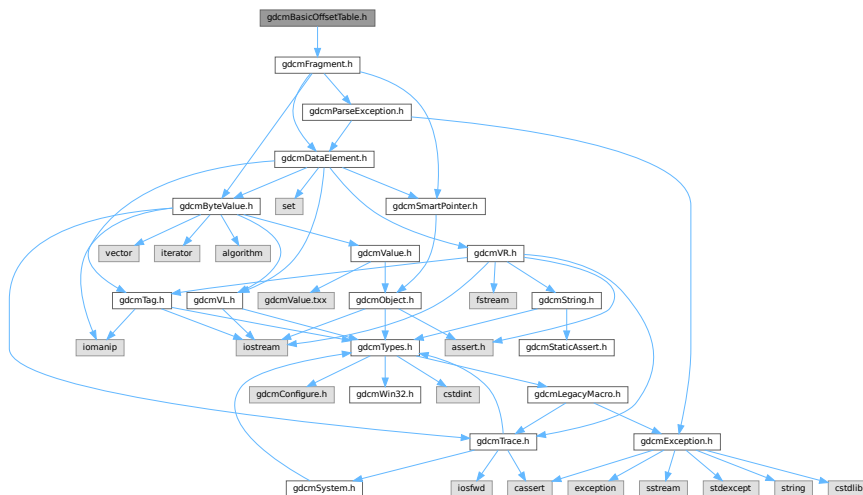 gdcmBasicOffsetTable.h
gdcmFragment.h
gdcmParseException.h
gdcmDataElement.h
gdcmByteValue.h
set
gdcmSmartPointer.h
vector
iterator
algorithm
gdcmValue.h
gdcmVR.h
gdcmTag.h
gdcmVL.h
gdcmValue.txx
gdcmObject.h
fstream
gdcmString.h
iomanip
iostream
gdcmTypes.h
assert.h
gdcmStaticAssert.h
gdcmConfigure.h
gdcmWin32.h
cstdint
gdcmLegacyMacro.h
gdcmTrace.h
gdcmException.h
gdcmSystem.h
iosfwd
cassert
exception
sstream
stdexcept
string
cstdlib